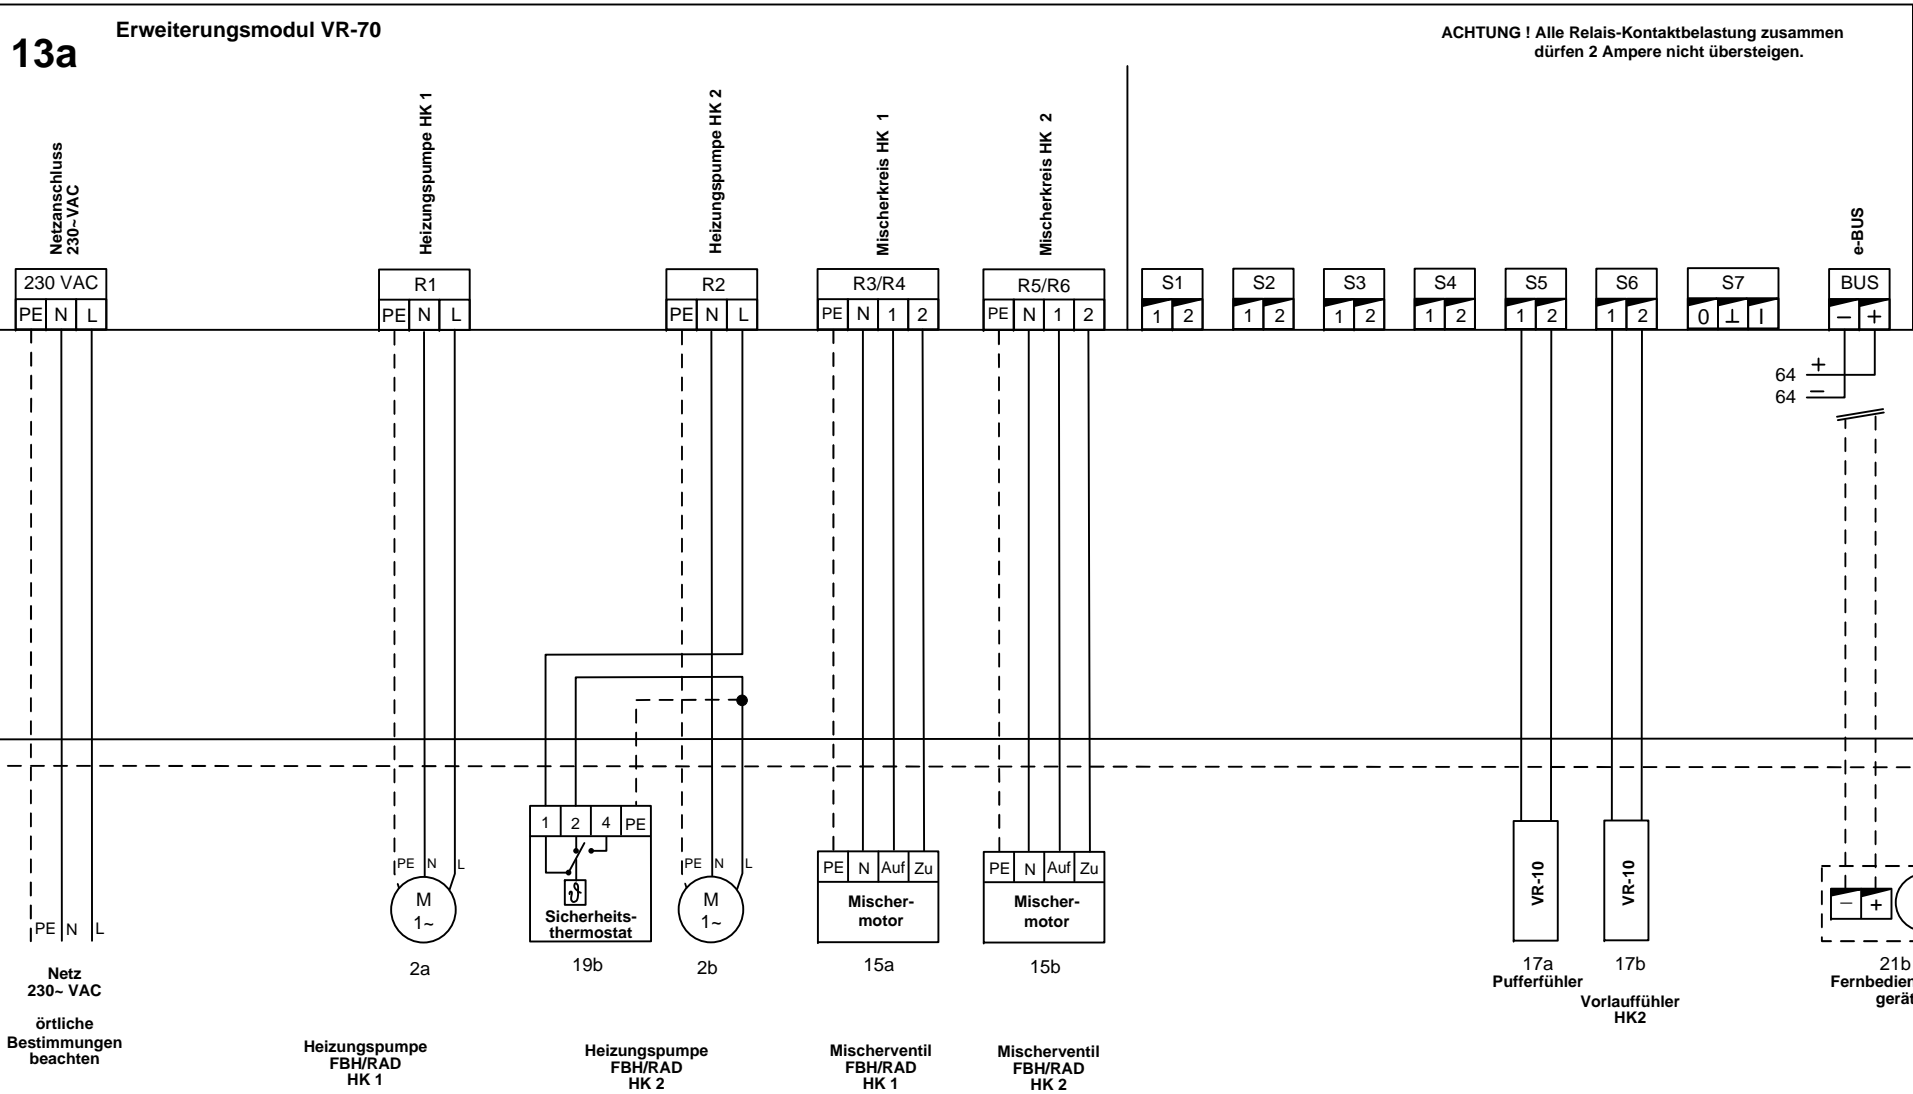 13a
Erweiterungsmodul VR-70
ACHTUNG ! Alle Relais-Kontaktbelastung zusammen
dürfen 2 Ampere nicht übersteigen.
Netzanschluss
230~VAC
Heizungspumpe HK 1
Heizungspumpe HK 2
Mischerkreis HK 1
Mischerkreis HK 2
e-BUS
230 VAC
R1
R2
R3/R4
R5/R6
S1
S2
S3
S4
S5
S6
S7
BUS
PE N L
PE N L
PE N L
PE N 1 2
PE N 1 2
1 2
1 2
1 2
1 2
1 2
1 2
0 ⊥ I
− +
64 +
64 −
1 2 4 PE
Sicherheits-
thermostat
PE N L
M
1~
PE N L
M
1~
PE N Auf Zu
Mischer-
motor
PE N Auf Zu
Mischer-
motor
VR-10
VR-10
− +
PE N L
2a
19b
2b
15a
15b
17a
Pufferfühler
17b
Vorlauffühler
HK2
21b
Fernbedien
gerät
Netz
230~ VAC
örtliche
Bestimmungen
beachten
Heizungspumpe
FBH/RAD
HK 1
Heizungspumpe
FBH/RAD
HK 2
Mischerventil
FBH/RAD
HK 1
Mischerventil
FBH/RAD
HK 2